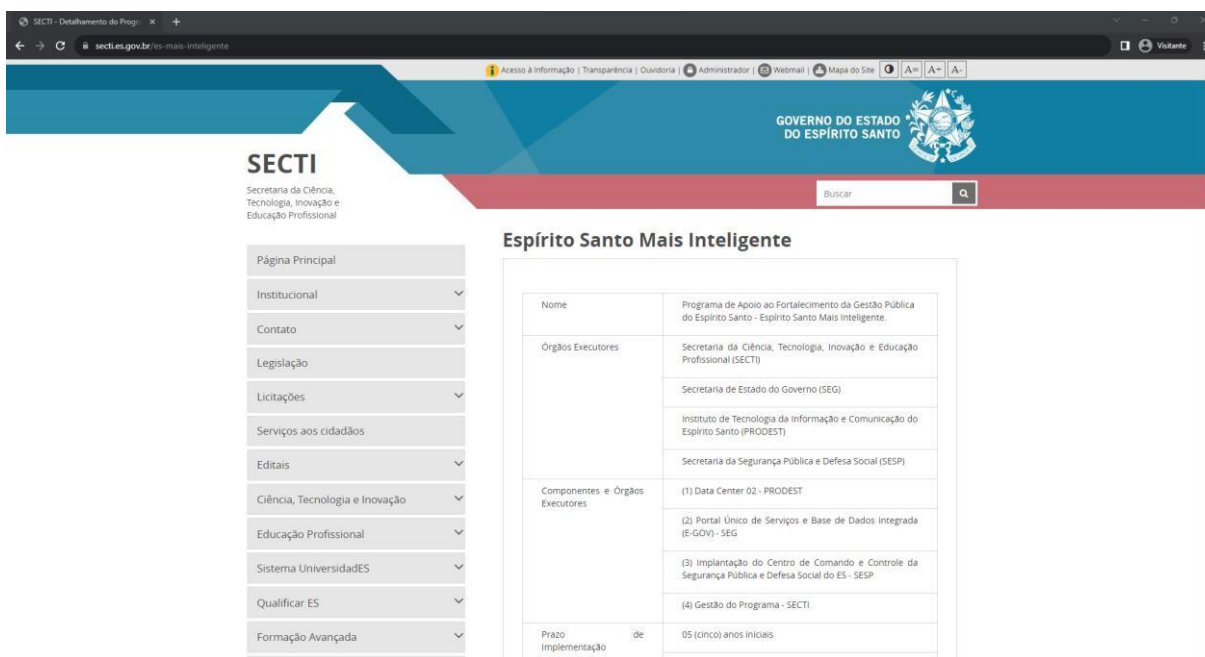 SECTI - Detalhamento do Progr
secti.es.gov.br/es-mais-inteligente
Visitante
Acesso à Informação | Transparência | Ouvidoria | Administrador | Webmail | Mapa do Site A= A+ A-
GOVERNO DO ESTADO
DO ESPÍRITO SANTO
SECTI
Secretaria da Ciência,
Tecnologia, Inovação e
Educação Profissional
Buscar
Página Principal
Institucional
Contato
Legislação
Licitações
Serviços aos cidadãos
Editais
Ciência, Tecnologia e Inovação
Educação Profissional
Sistema UniversidadES
Qualificar ES
Formação Avançada
Espírito Santo Mais Inteligente
Nome
Programa de Apoio ao Fortalecimento da Gestão Pública
do Espírito Santo - Espírito Santo Mais Inteligente.
Órgãos Executores
Secretaria da Ciência, Tecnologia, Inovação e Educação
Profissional (SECTI)
Secretaria de Estado do Governo (SEG)
Instituto de Tecnologia da Informação e Comunicação do
Espírito Santo (PRODEST)
Secretaria da Segurança Pública e Defesa Social (SESP)
Componentes e Órgãos
Executores
(1) Data Center 02 - PRODEST
(2) Portal Único de Serviços e Base de Dados Integrada
(E-GOV) - SEG
(3) Implantação do Centro de Comando e Controle da
Segurança Pública e Defesa Social do ES - SESP
(4) Gestão do Programa - SECTI
Prazo de
Implementação
05 (cinco) anos iniciais